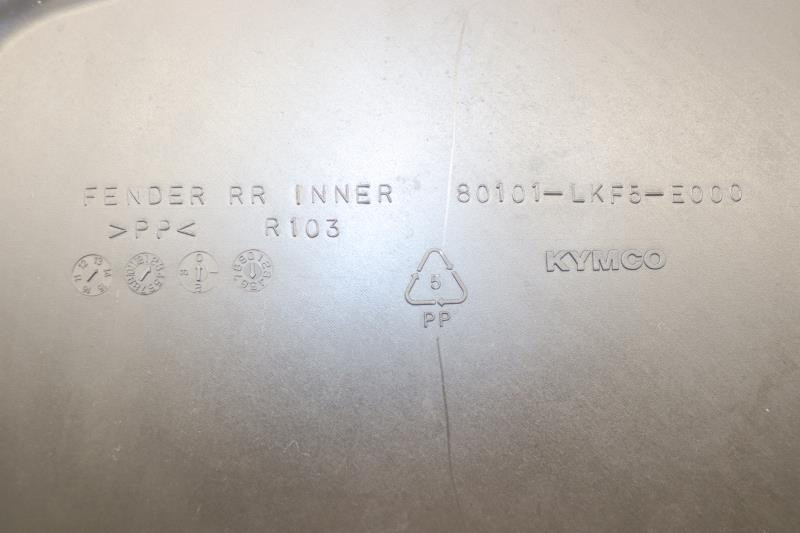 FENDER RR INNER 80101-LKF5-E000
>PP< R103
KYMCO
5
PP